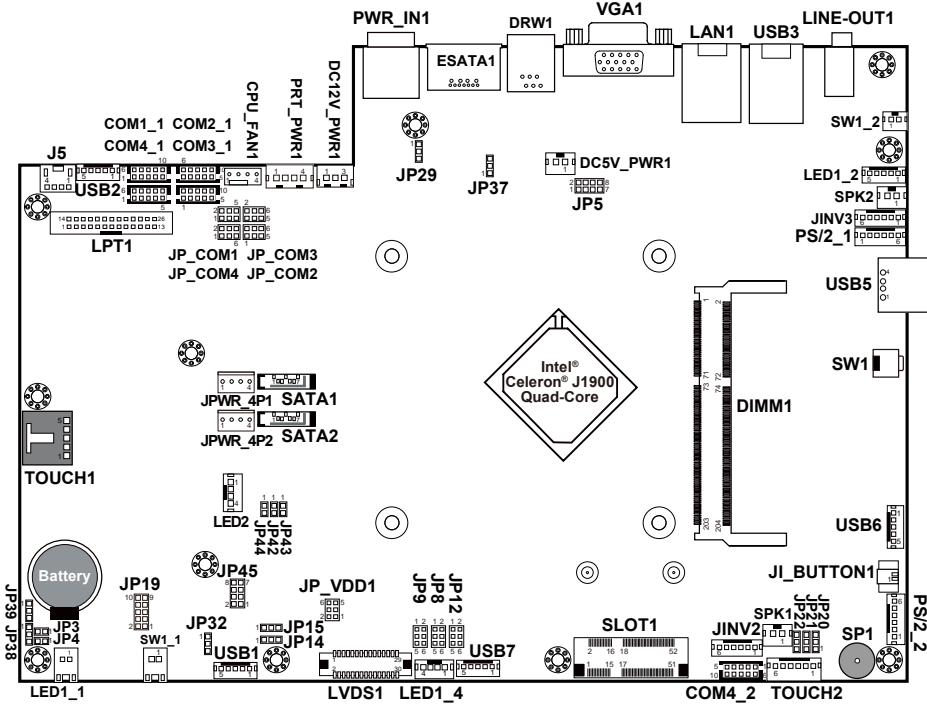 PWR_IN1
ESATA1
DRW1
VGA1
LAN1
USB3
LINE-OUT1
COM1_1 COM2_1
COM4_1 COM3_1
CPU_FAN1
PRT_PWR1
DC12V_PWR1
J5
USB2
LPT1
JP_COM1 JP_COM3
JP_COM4 JP_COM2
JP29
JP37
DC5V_PWR1
JP5
SW1_2
LED1_2
SPK2
JINV3
PS/2_1
USB5
SW1
Intel®
Celeron® J1900
Quad-Core
DIMM1
JPWR_4P1
SATA1
JPWR_4P2
SATA2
TOUCH1
LED2
JP44
JP42
JP43
USB6
JI_BUTTON1
PS/2_2
Battery
JP39
JP38
JP3
JP4
JP19
SW1_1
LED1_1
JP45
JP32
USB1
JP15
JP14
JP_VDD1
LVDS1
JP9
JP8
JP12
LED1_4
USB7
SLOT1
JINV2
SPK1
JP22
JP21
JP20
SP1
COM4_2
TOUCH2